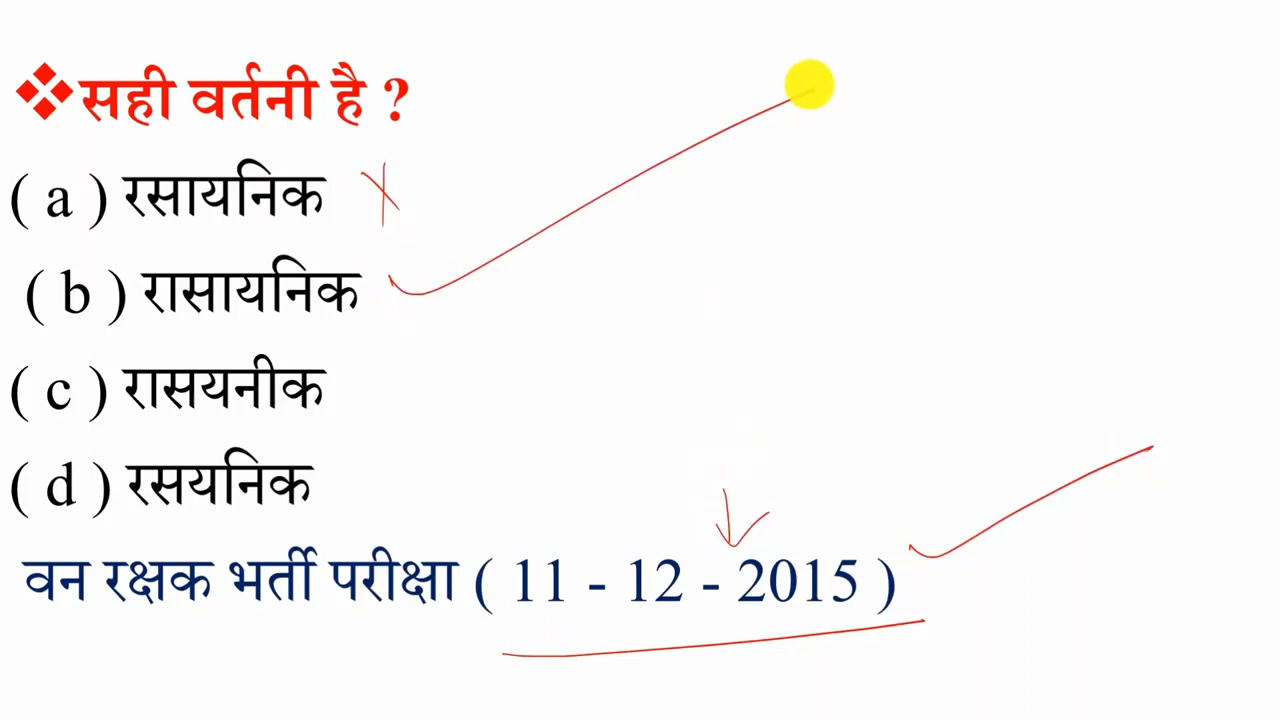 ❖सही वर्तनी है ?
( a ) रसायनिक
( b ) रासायनिक
( c ) रासयनीक
( d ) रसयनिक
वन रक्षक भर्ती परीक्षा ( 11 - 12 - 2015 )